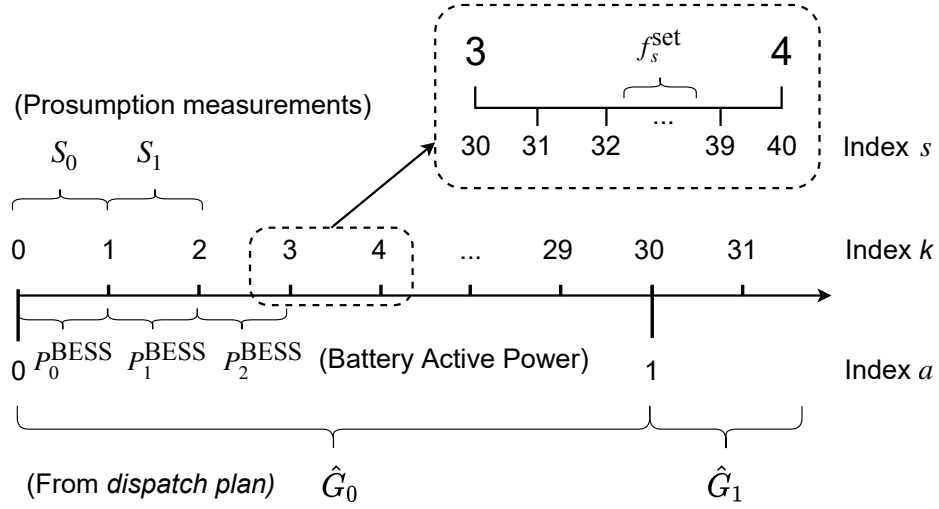 3 4
f_s^set
30 31 32 ... 39 40 Index s
(Prosumption measurements)
S_0 S_1
0 1 2 3 4 ... 29 30 31 Index k
P_0^BESS P_1^BESS P_2^BESS (Battery Active Power)
0 1 Index a
(From dispatch plan) Ĝ_0 Ĝ_1